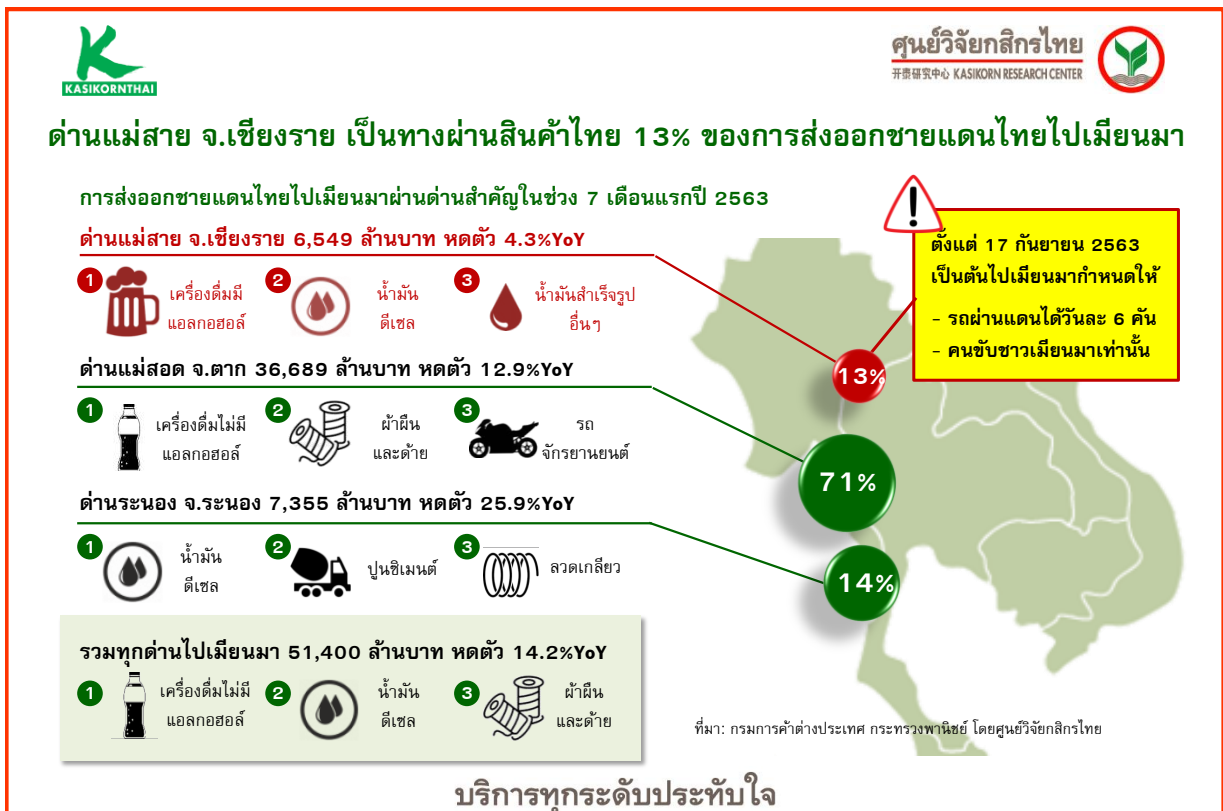 KASIKORNTHAI
ศูนย์วิจัยกสิกรไทย
开泰研究中心 KASIKORN RESEARCH CENTER
ด่านแม่สาย จ.เชียงราย เป็นทางผ่านสินค้าไทย 13% ของการส่งออกชายแดนไทยไปเมียนมา
การส่งออกชายแดนไทยไปเมียนมาผ่านด่านสำคัญในช่วง 7 เดือนแรกปี 2563
ด่านแม่สาย จ.เชียงราย 6,549 ล้านบาท หดตัว 4.3%YoY
1
เครื่องดื่มมี
แอลกอฮอล์
2
น้ำมัน
ดีเซล
3
น้ำมันสำเร็จรูป
อื่นๆ
ด่านแม่สอด จ.ตาก 36,689 ล้านบาท หดตัว 12.9%YoY
1
เครื่องดื่มไม่มี
แอลกอฮอล์
2
ผ้าผืน
และด้าย
3
รถ
จักรยานยนต์
ด่านระนอง จ.ระนอง 7,355 ล้านบาท หดตัว 25.9%YoY
1
น้ำมัน
ดีเซล
2
ปูนซิเมนต์
3
ลวดเกลียว
รวมทุกด่านไปเมียนมา 51,400 ล้านบาท หดตัว 14.2%YoY
1
เครื่องดื่มไม่มี
แอลกอฮอล์
2
น้ำมัน
ดีเซล
3
ผ้าผืน
และด้าย
!
ตั้งแต่ 17 กันยายน 2563
เป็นต้นไปเมียนมากำหนดให้
- รถผ่านแดนได้วันละ 6 คัน
- คนขับชาวเมียนมาเท่านั้น
13%
71%
14%
ที่มา: กรมการค้าต่างประเทศ กระทรวงพานิชย์ โดยศูนย์วิจัยกสิกรไทย
บริการทุกระดับประทับใจ